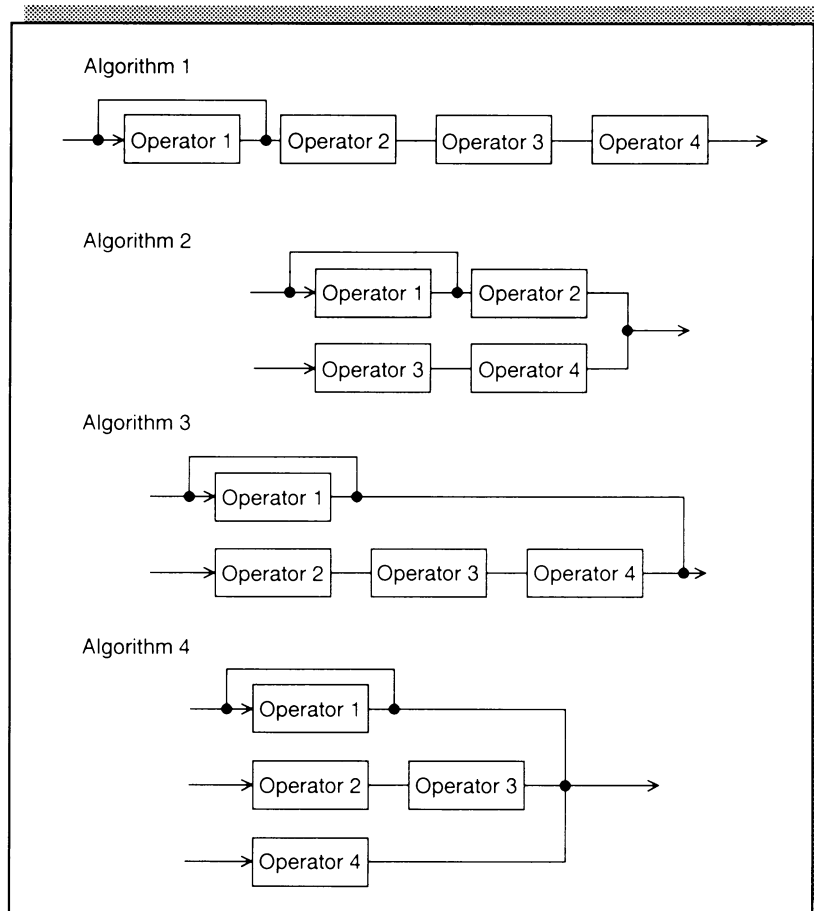 Algorithm 1
Operator 1 Operator 2 Operator 3 Operator 4
Algorithm 2
Operator 1 Operator 2
Operator 3 Operator 4
Algorithm 3
Operator 1
Operator 2 Operator 3 Operator 4
Algorithm 4
Operator 1
Operator 2 Operator 3
Operator 4